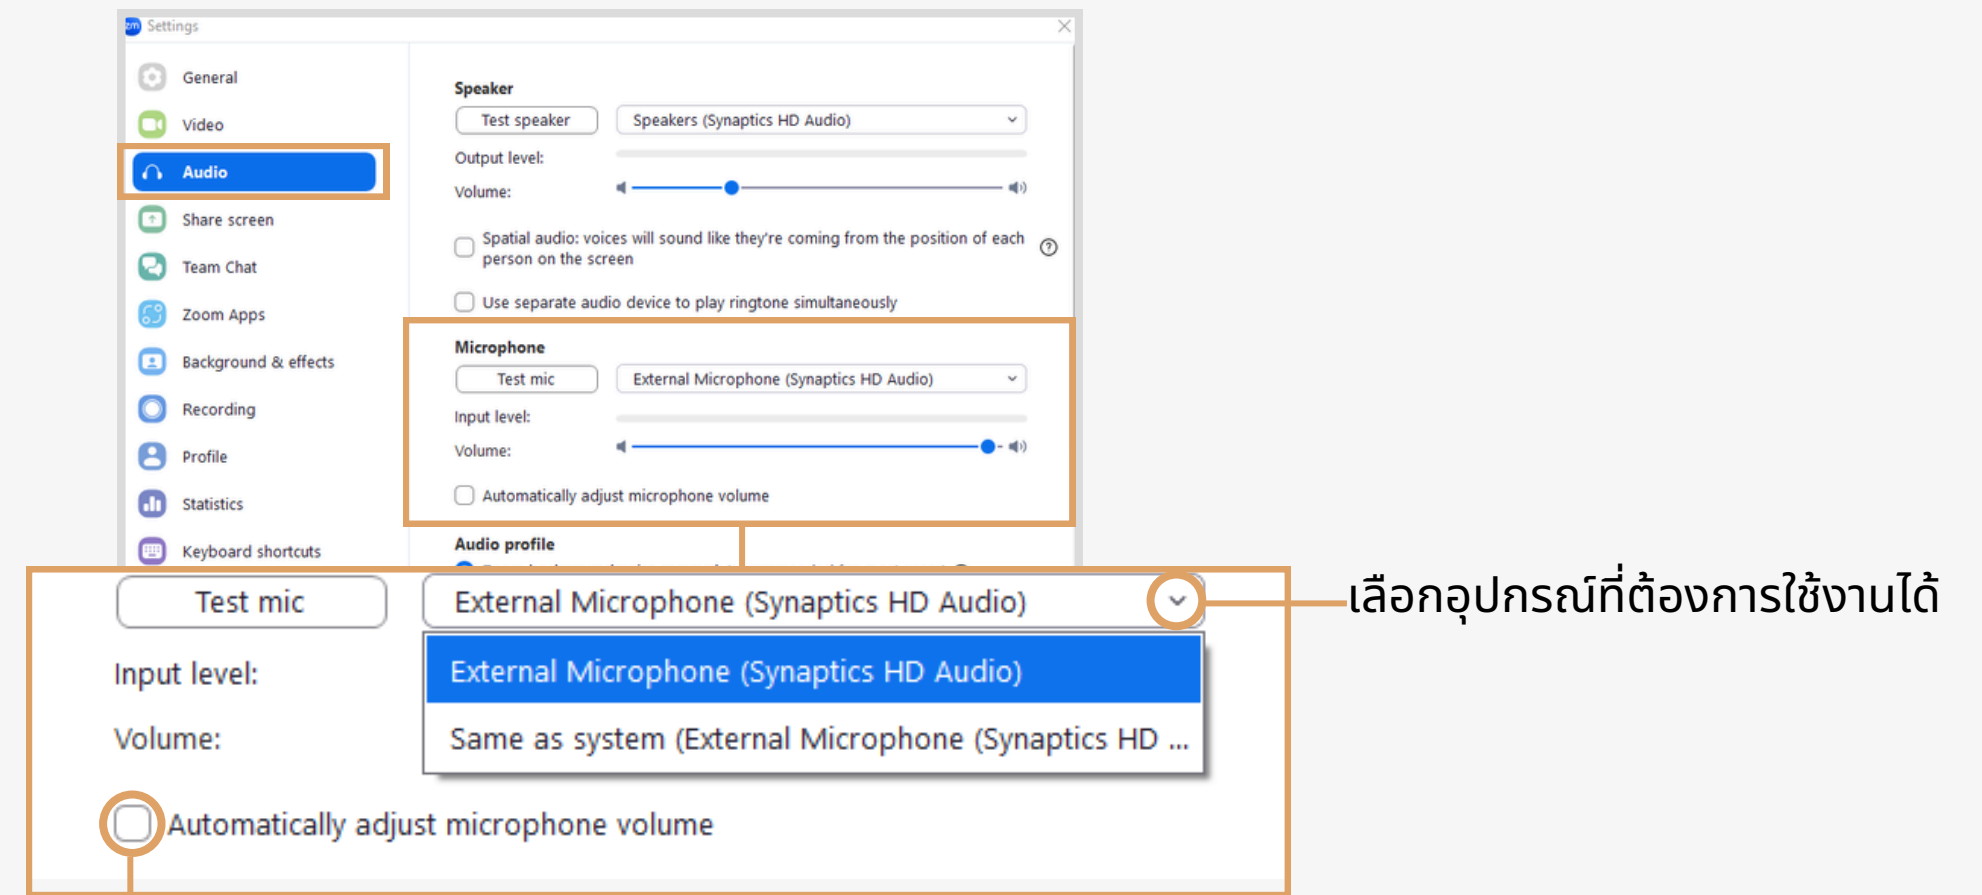 zm Settings
General
Video
Audio
Share screen
Team Chat
Zoom Apps
Background & effects
Recording
Profile
Statistics
Keyboard shortcuts
Speaker
Test speaker Speakers (Synaptics HD Audio)
Output level:
Volume:
Spatial audio: voices will sound like they're coming from the position of each
person on the screen
Use separate audio device to play ringtone simultaneously
Microphone
Test mic External Microphone (Synaptics HD Audio)
Input level:
Volume:
Automatically adjust microphone volume
Audio profile
Test mic External Microphone (Synaptics HD Audio)
เลือกอุปกรณ์ที่ต้องการใช้งานได้
External Microphone (Synaptics HD Audio)
Input level:
Same as system (External Microphone (Synaptics HD ...
Volume:
Automatically adjust microphone volume